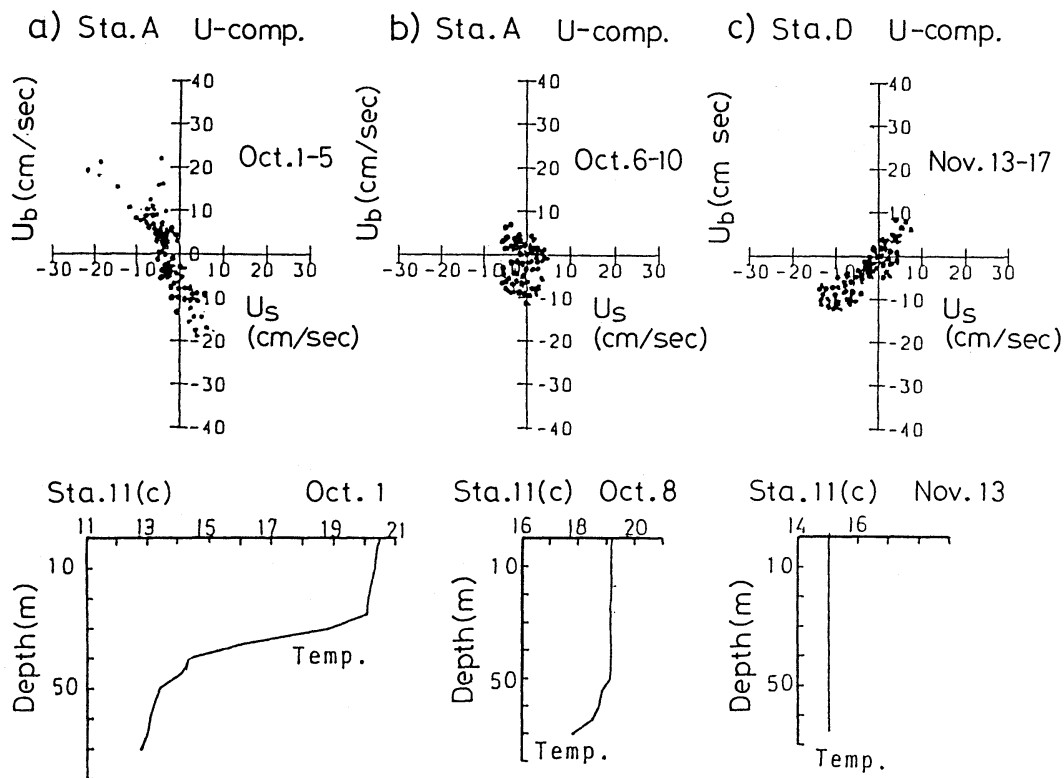 a) Sta.A U-comp.
b) Sta.A U-comp.
c) Sta.D U-comp.
Ub(cm/sec)
40
30
20
10
0
-10
-20
-30
-40
-30 -20 -10 10 20 30
Oct.1-5
Us
(cm/sec)
Ub(cm/sec)
40
30
20
10
0
-10
-20
-30
-40
-30 -20 -10 10 20 30
Oct.6-10
Us
(cm/sec)
Ub(cm sec)
40
30
20
10
0
-10
-20
-30
-40
-30 -20 -10 10 20 30
Nov.13-17
Us
(cm/sec)
Sta.11(c) Oct.1
11 13 15 17 19 21
10
50
Depth(m)
Temp.
Sta.11(c) Oct.8
16 18 20
10
50
Depth(m)
Temp.
Sta.11(c) Nov.13
14 16
10
50
Depth(m)
Temp.